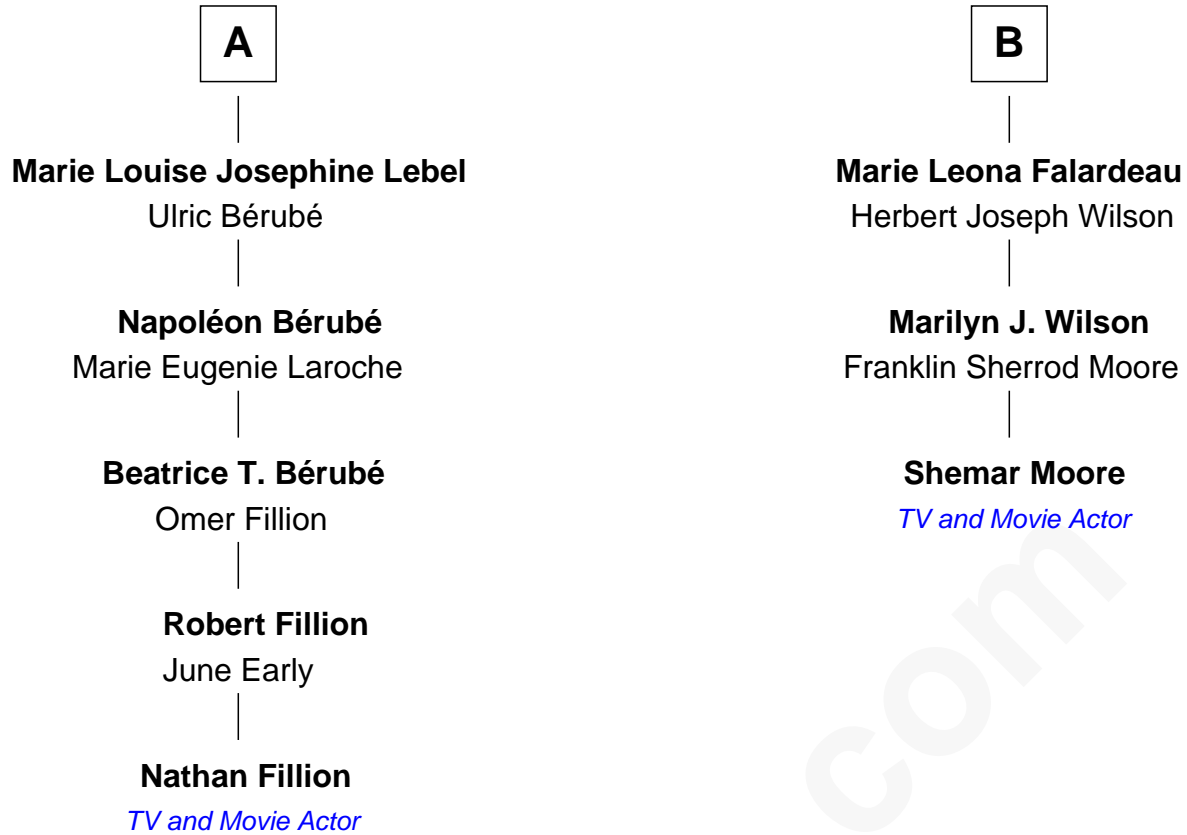 A
Marie Louise Josephine Lebel
Ulric Bérubé
Napoléon Bérubé
Marie Eugenie Laroche
Beatrice T. Bérubé
Omer Fillion
Robert Fillion
June Early
Nathan Fillion
TV and Movie Actor
B
Marie Leona Falardeau
Herbert Joseph Wilson
Marilyn J. Wilson
Franklin Sherrod Moore
Shemar Moore
TV and Movie Actor
com